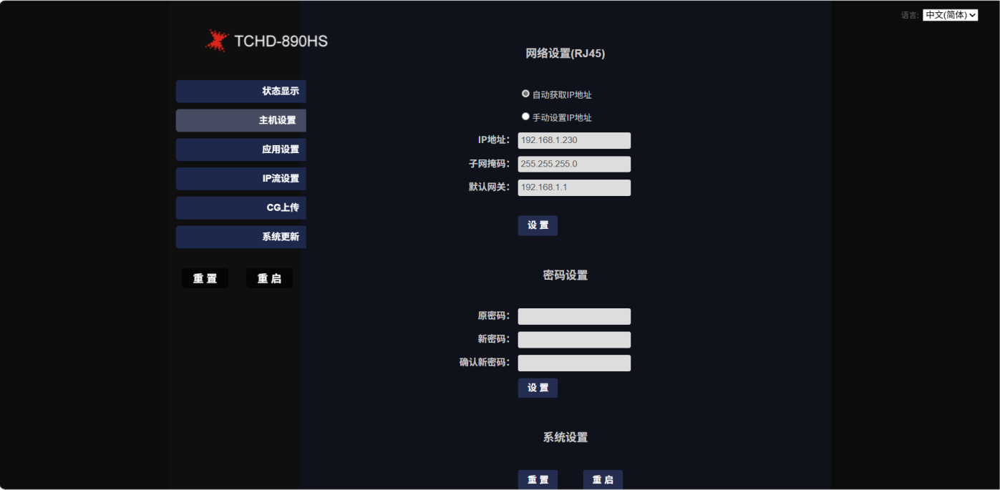 语言: 中文(简体)
TCHD-890HS
状态显示
主机设置
应用设置
IP流设置
CG上传
系统更新
重 置 重 启
网络设置(RJ45)
自动获取IP地址
手动设置IP地址
IP地址: 192.168.1.230
子网掩码: 255.255.255.0
默认网关: 192.168.1.1
设 置
密码设置
原密码:
新密码:
确认新密码:
设 置
系统设置
重 置 重 启